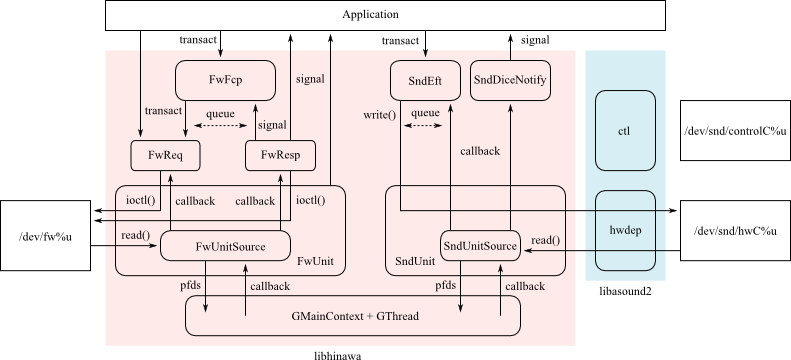 Application
transact
signal
transact
signal
FwFcp
SndEft
SndDiceNotify
transact
queue
signal
write()
queue
ctl
/dev/snd/controlC%u
FwReq
FwResp
callback
ioctl()
callback
callback
ioctl()
/dev/fw%u
read()
FwUnitSource
FwUnit
SndUnitSource
SndUnit
read()
hwdep
/dev/snd/hwC%u
pfds
callback
pfds
callback
libasound2
GMainContext + GThread
libhinawa